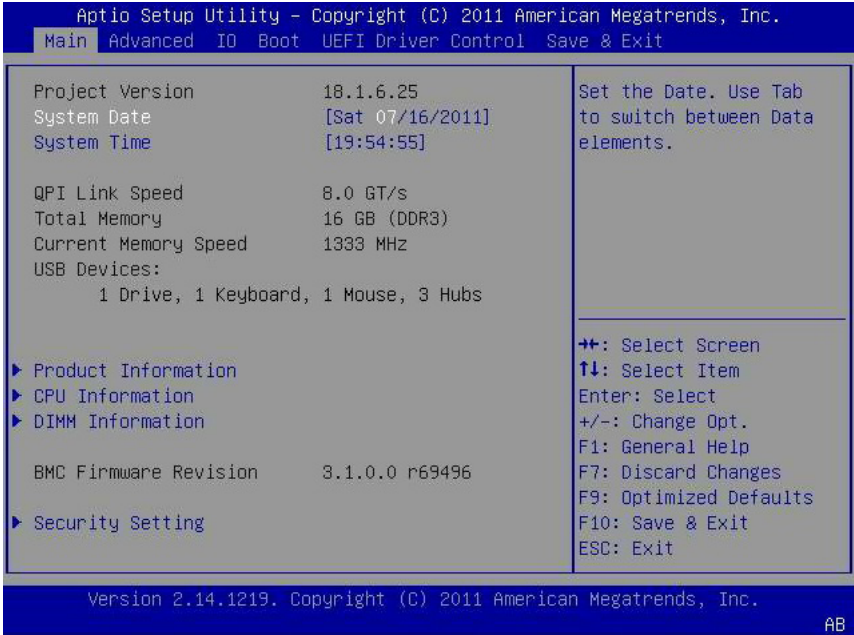 Aptio Setup Utility – Copyright (C) 2011 American Megatrends, Inc.
Main Advanced IO Boot UEFI Driver Control Save & Exit
Project Version 18.1.6.25
System Date [Sat 07/16/2011]
System Time [19:54:55]
QPI Link Speed 8.0 GT/s
Total Memory 16 GB (DDR3)
Current Memory Speed 1333 MHz
USB Devices:
1 Drive, 1 Keyboard, 1 Mouse, 3 Hubs
Product Information
CPU Information
DIMM Information
BMC Firmware Revision 3.1.0.0 r69496
Security Setting
Set the Date. Use Tab
to switch between Data
elements.
→←: Select Screen
↑↓: Select Item
Enter: Select
+/-: Change Opt.
F1: General Help
F7: Discard Changes
F9: Optimized Defaults
F10: Save & Exit
ESC: Exit
Version 2.14.1219. Copyright (C) 2011 American Megatrends, Inc.
AB